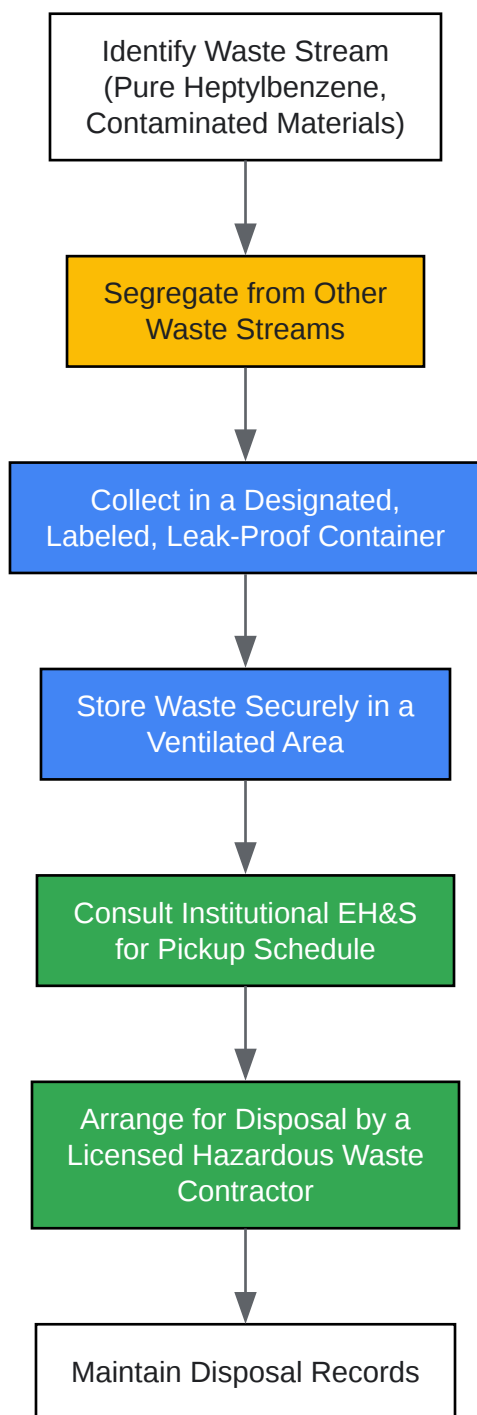 Identify Waste Stream
(Pure Heptylbenzene,
Contaminated Materials)
Segregate from Other
Waste Streams
Collect in a Designated,
Labeled, Leak-Proof Container
Store Waste Securely in a
Ventilated Area
Consult Institutional EH&S
for Pickup Schedule
Arrange for Disposal by a
Licensed Hazardous Waste
Contractor
Maintain Disposal Records